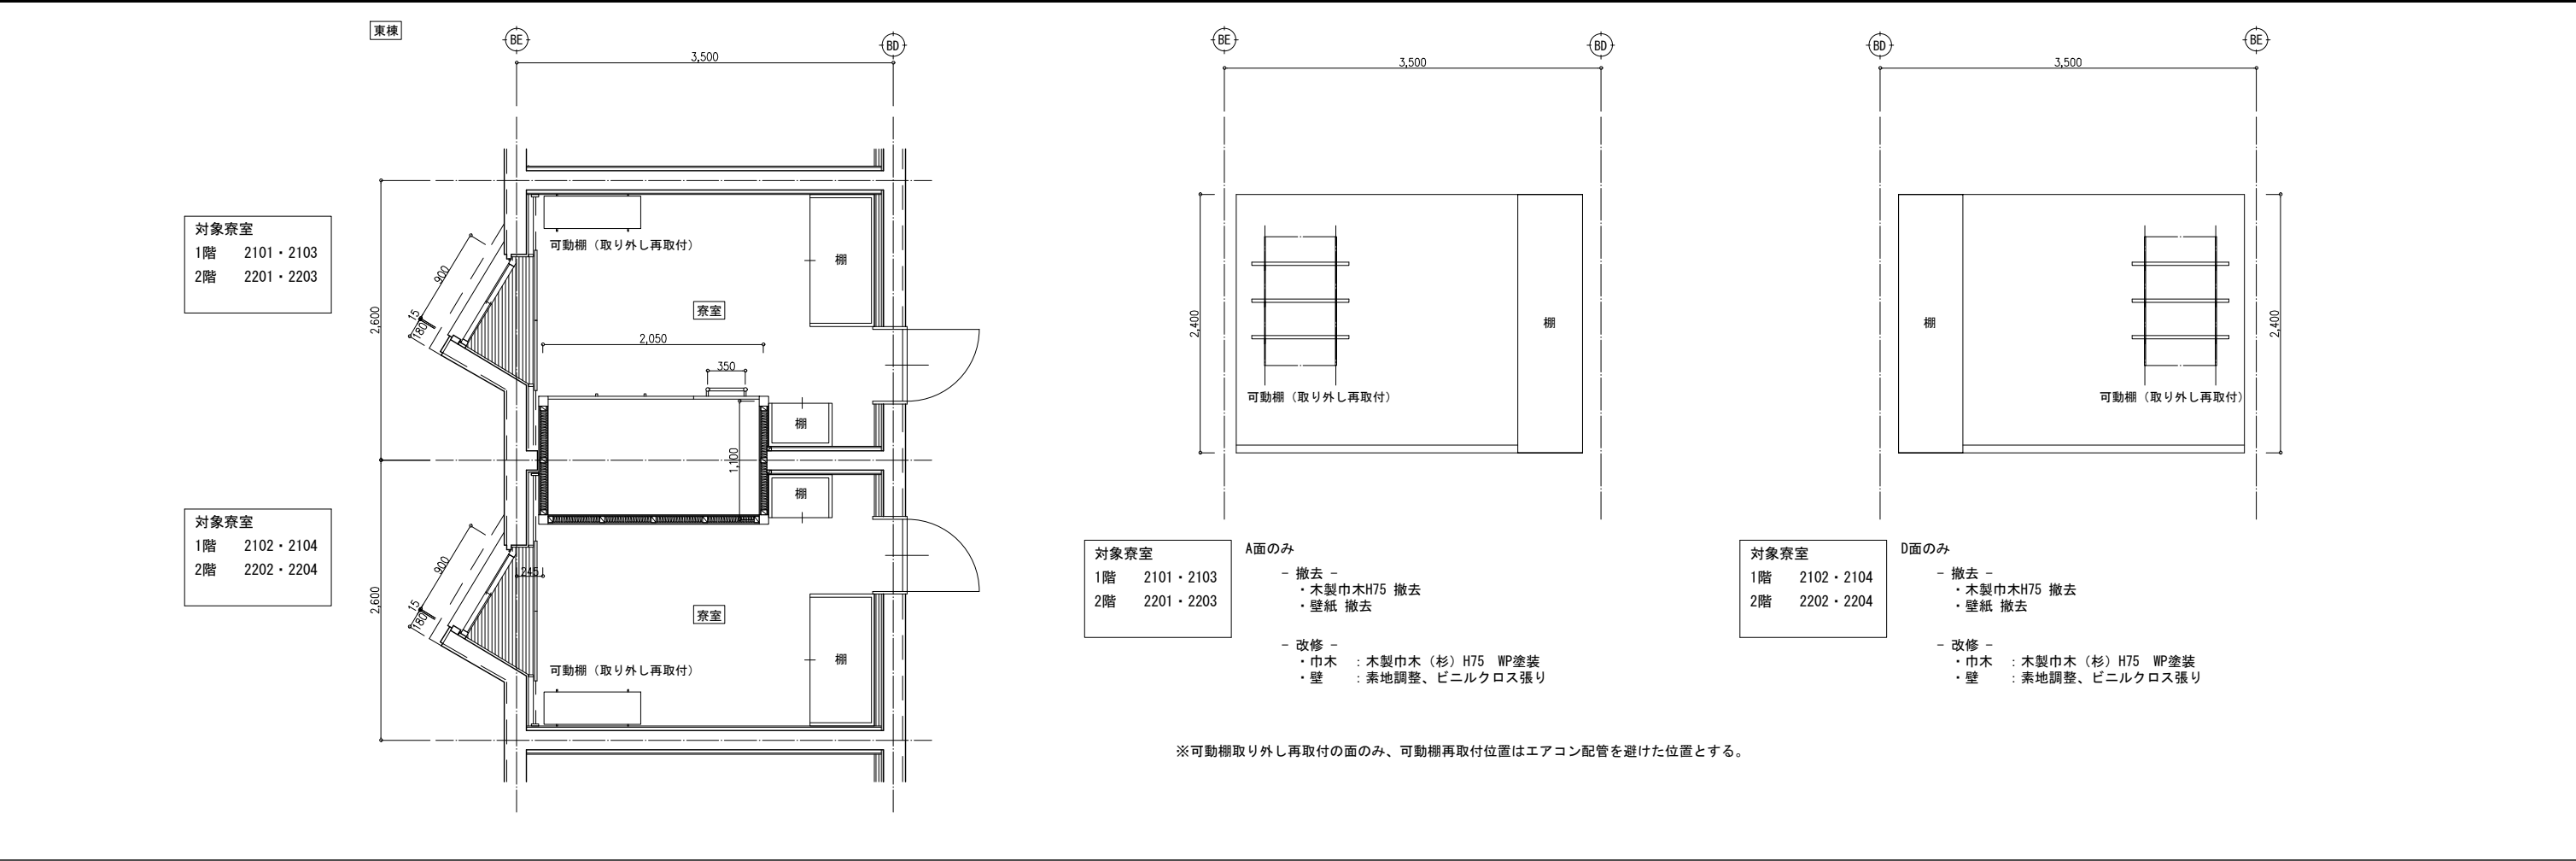 東棟
BE
BD
3,500
対象寮室
1階 2101・2103
2階 2201・2203
2,600
900
15
180
可動棚（取り外し再取付）
棚
寮室
2,050
350
棚
1,100
棚
対象寮室
1階 2102・2104
2階 2202・2204
2,600
900
15
180
245
寮室
可動棚（取り外し再取付）
棚
BE
BD
3,500
2,400
棚
可動棚（取り外し再取付）
対象寮室
1階 2101・2103
2階 2201・2203
A面のみ
− 撤去 −
・木製巾木H75 撤去
・壁紙 撤去
− 改修 −
・巾木 ：木製巾木（杉）H75 WP塗装
・壁 ：素地調整、ビニルクロス張り
BD
BE
3,500
棚
2,400
可動棚（取り外し再取付）
対象寮室
1階 2102・2104
2階 2202・2204
D面のみ
− 撤去 −
・木製巾木H75 撤去
・壁紙 撤去
− 改修 −
・巾木 ：木製巾木（杉）H75 WP塗装
・壁 ：素地調整、ビニルクロス張り
※可動棚取り外し再取付の面のみ、可動棚再取付位置はエアコン配管を避けた位置とする。